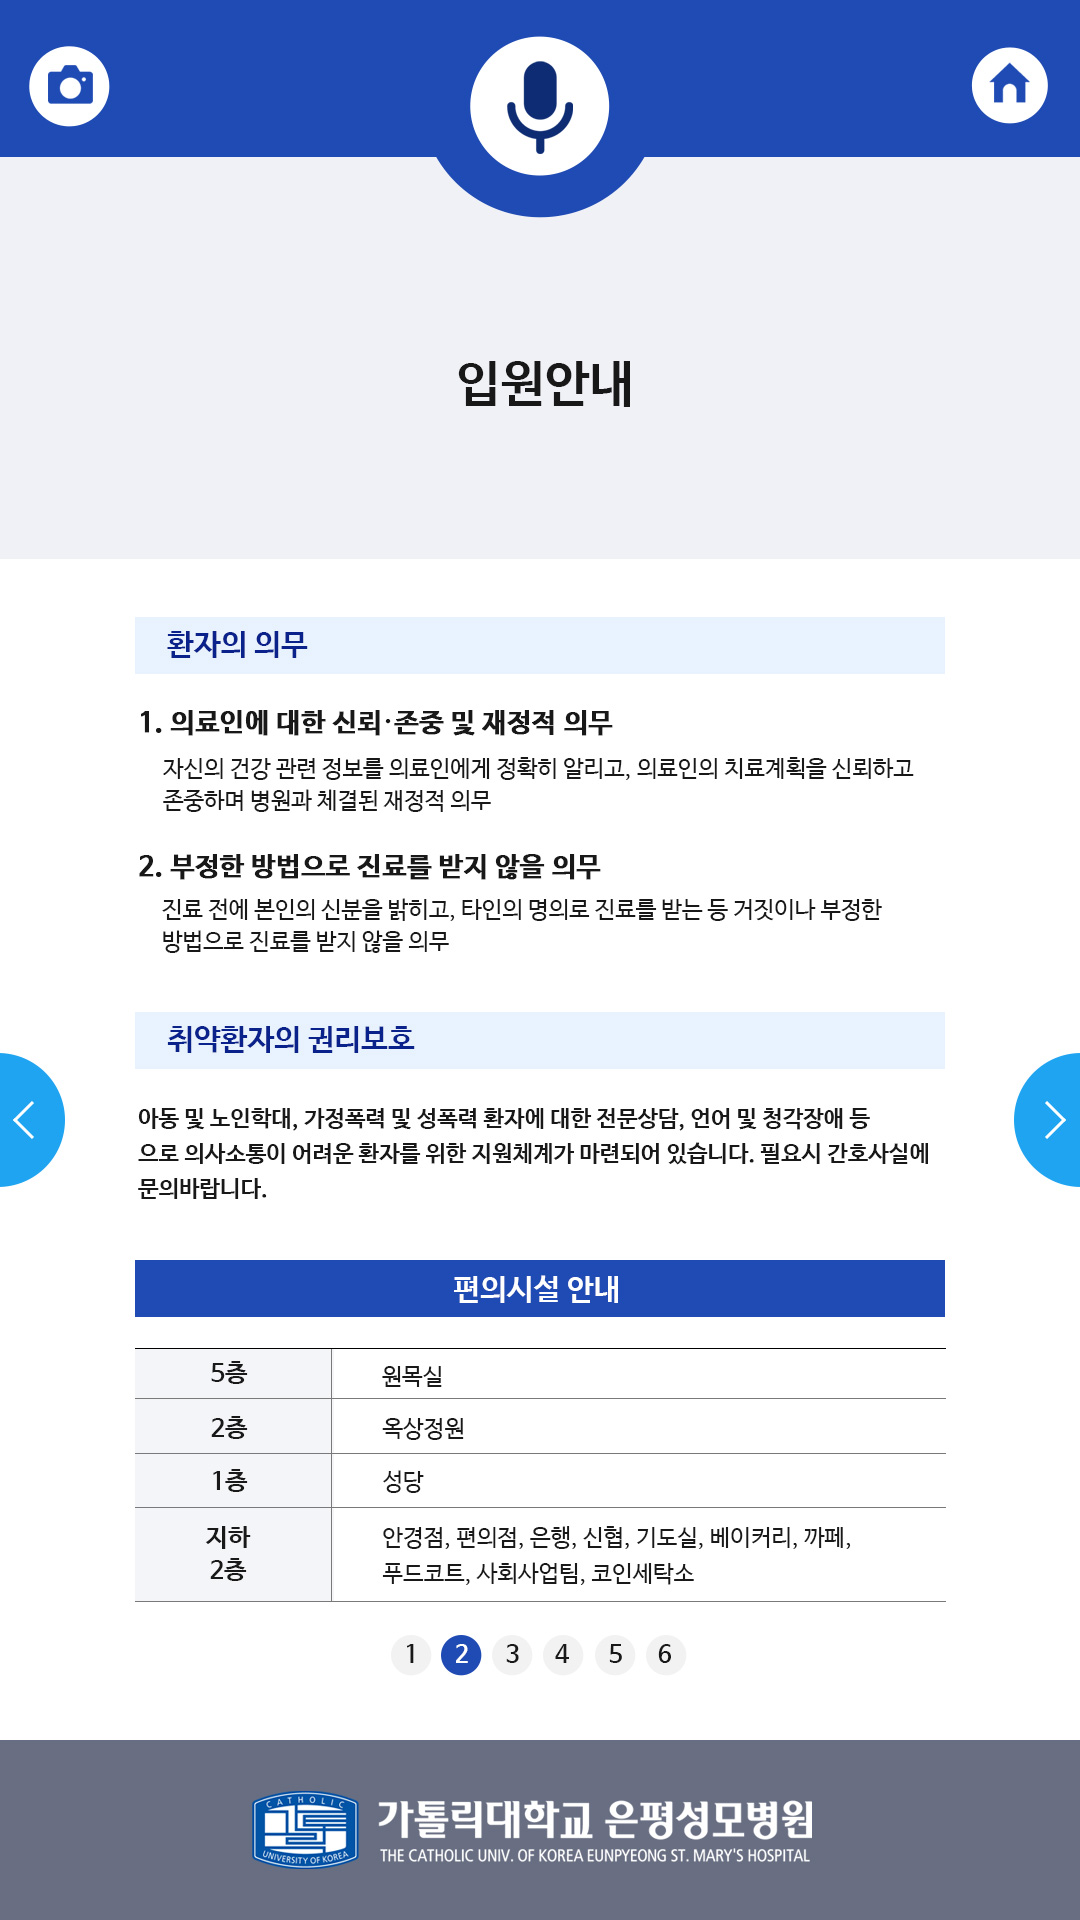 입원안내
환자의 의무
1. 의료인에 대한 신뢰·존중 및 재정적 의무
자신의 건강 관련 정보를 의료인에게 정확히 알리고, 의료인의 치료계획을 신뢰하고
존중하며 병원과 체결된 재정적 의무
2. 부정한 방법으로 진료를 받지 않을 의무
진료 전에 본인의 신분을 밝히고, 타인의 명의로 진료를 받는 등 거짓이나 부정한
방법으로 진료를 받지 않을 의무
취약환자의 권리보호
아동 및 노인학대, 가정폭력 및 성폭력 환자에 대한 전문상담, 언어 및 청각장애 등
으로 의사소통이 어려운 환자를 위한 지원체계가 마련되어 있습니다. 필요시 간호사실에
문의바랍니다.
편의시설 안내
5층 원목실
2층 옥상정원
1층 성당
지하
2층
안경점, 편의점, 은행, 신협, 기도실, 베이커리, 까페,
푸드코트, 사회사업팀, 코인세탁소
1 2 3 4 5 6
CATHOLIC
UNIVERSITY OF KOREA
가톨릭대학교 은평성모병원
THE CATHOLIC UNIV. OF KOREA EUNPYEONG ST. MARY'S HOSPITAL